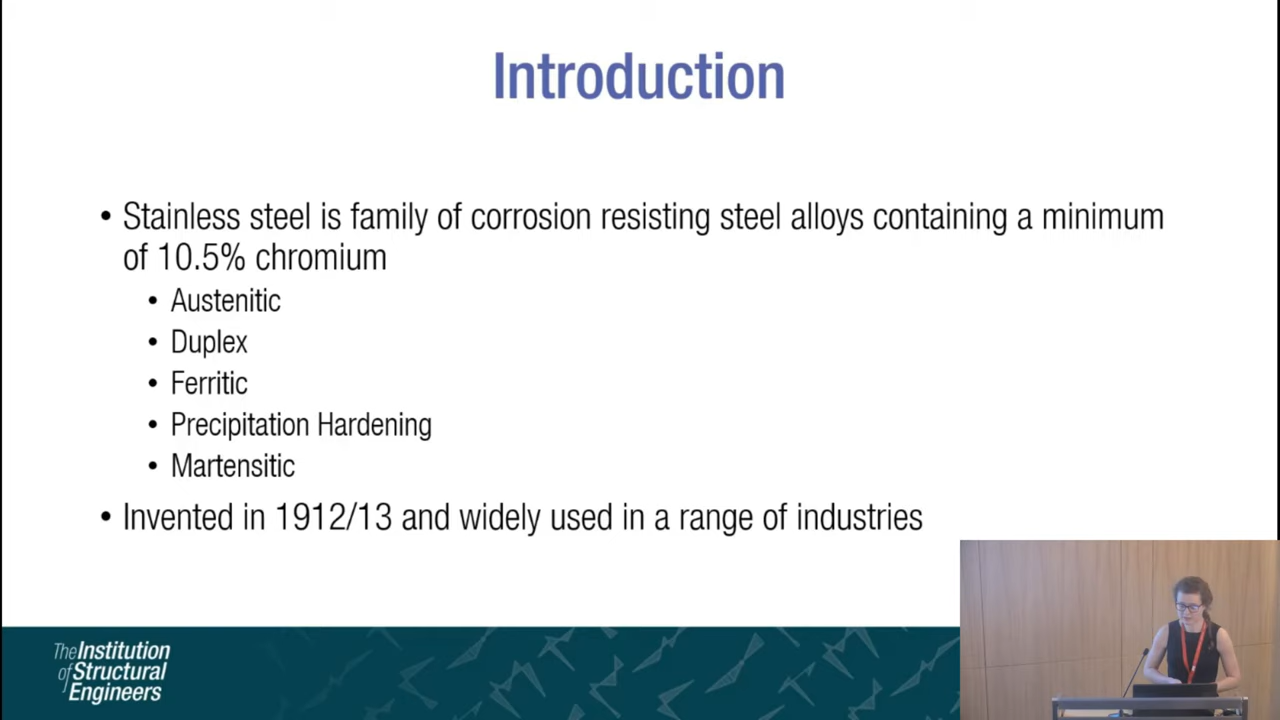 Introduction
• Stainless steel is family of corrosion resisting steel alloys containing a minimum
of 10.5% chromium
• Austenitic
• Duplex
• Ferritic
• Precipitation Hardening
• Martensitic
• Invented in 1912/13 and widely used in a range of industries
The Institution
of Structural
Engineers